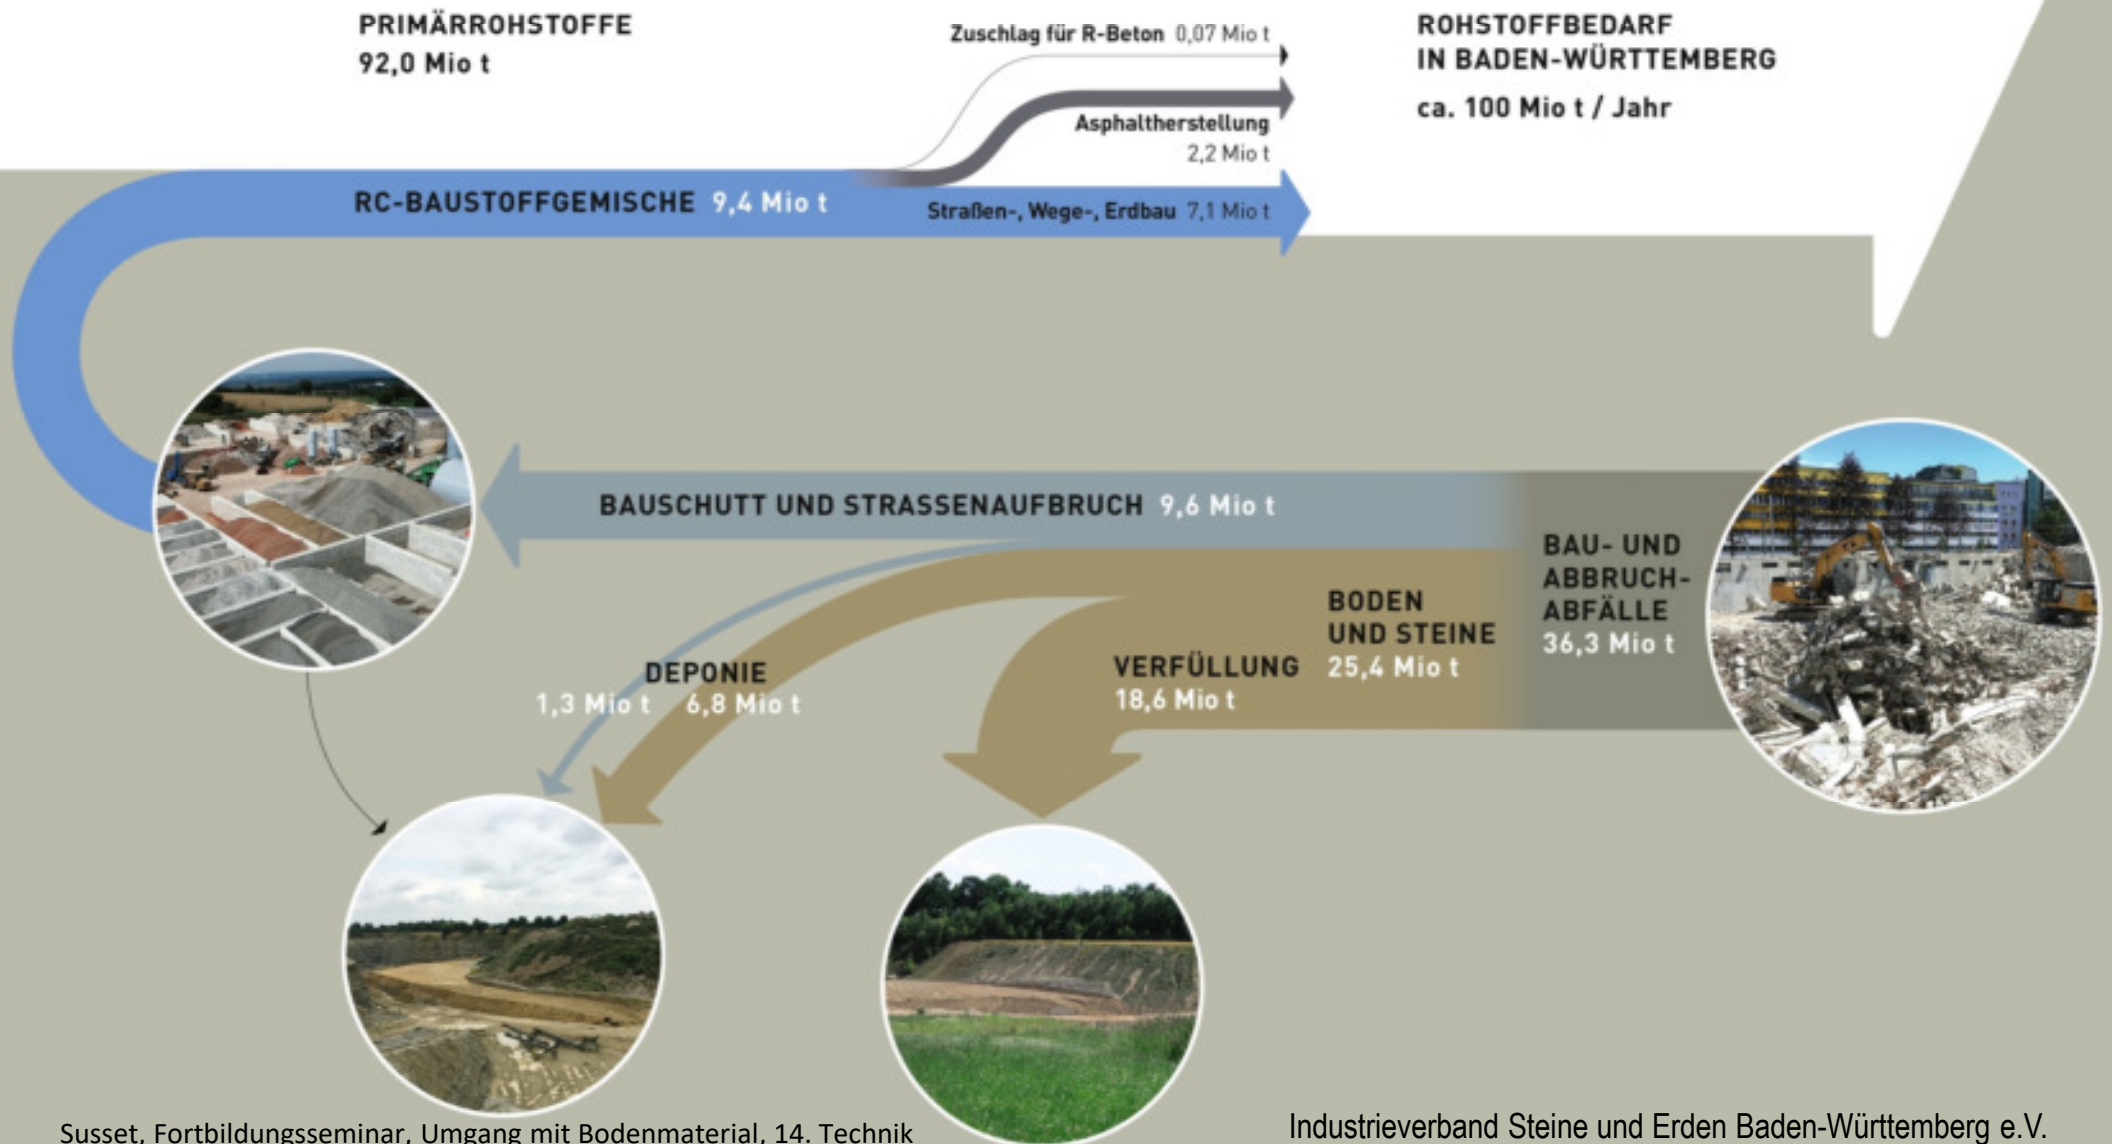 PRIMÄRROHSTOFFE
92,0 Mio t
Zuschlag für R-Beton 0,07 Mio t
Asphaltherstellung
2,2 Mio t
ROHSTOFFBEDARF
IN BADEN-WÜRTTEMBERG
ca. 100 Mio t / Jahr
RC-BAUSTOFFGEMISCHE 9,4 Mio t
Straßen-, Wege-, Erdbau 7,1 Mio t
BAUSCHUTT UND STRASSENAUFBRUCH 9,6 Mio t
BAU- UND
ABBRUCH-
ABFÄLLE
36,3 Mio t
BODEN
UND STEINE
25,4 Mio t
VERFÜLLUNG
18,6 Mio t
DEPONIE
1,3 Mio t 6,8 Mio t
Susset, Fortbildungsseminar, Umgang mit Bodenmaterial, 14. Technik
Industrieverband Steine und Erden Baden-Württemberg e.V.